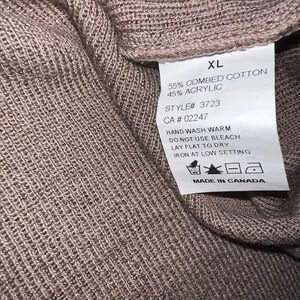 XL
55% COMBED COTTON
45% ACRYLIC
STYLE# 3723
CA # 02247
HAND WASH WARM
DO NOT USE BLEACH
LAY FLAT TO DRY
IRON AT LOW SETTING
MADE IN CANADA